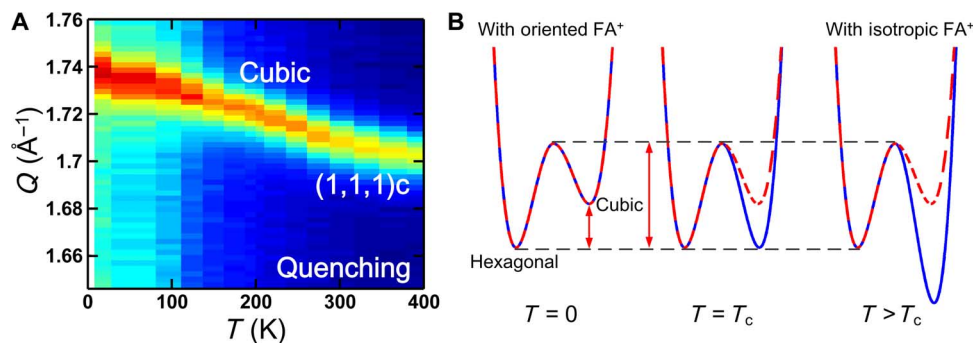 A
1.76
1.74
1.72
1.7
1.68
1.66
Q (Å⁻¹)
Cubic
(1,1,1)c
Quenching
0 100 200 300 400
T (K)
B
With oriented FA⁺
With isotropic FA⁺
Cubic
Hexagonal
T = 0
T = Tc
T > Tc